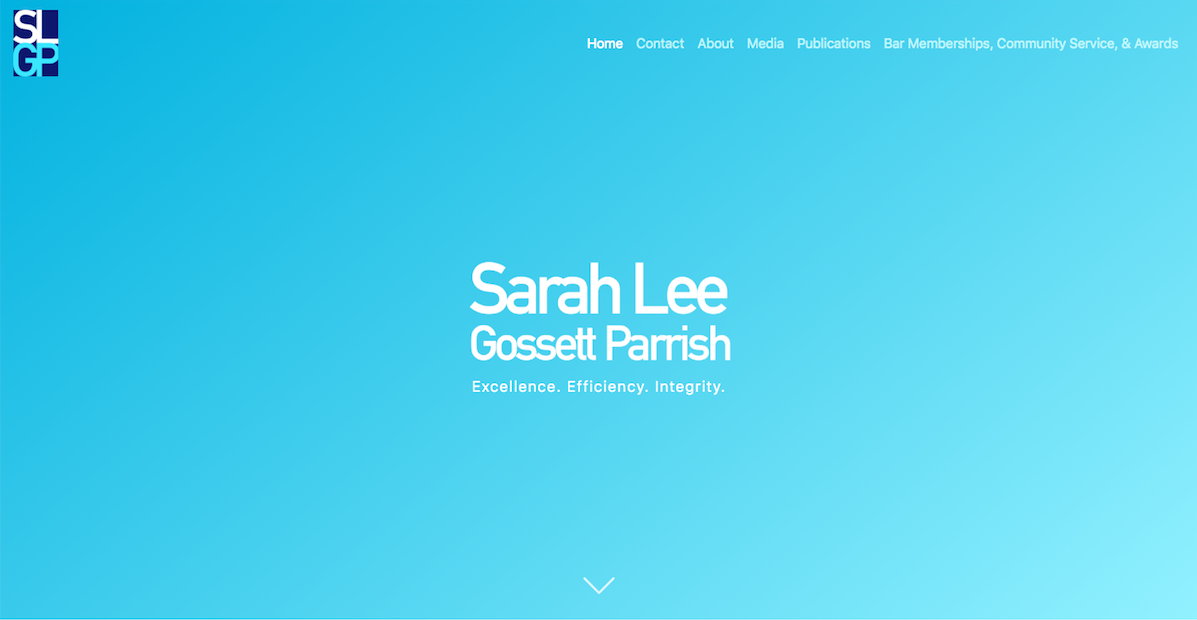 SL
GP
Home Contact About Media Publications Bar Memberships, Community Service, & Awards
Sarah Lee
Gossett Parrish
Excellence. Efficiency. Integrity.